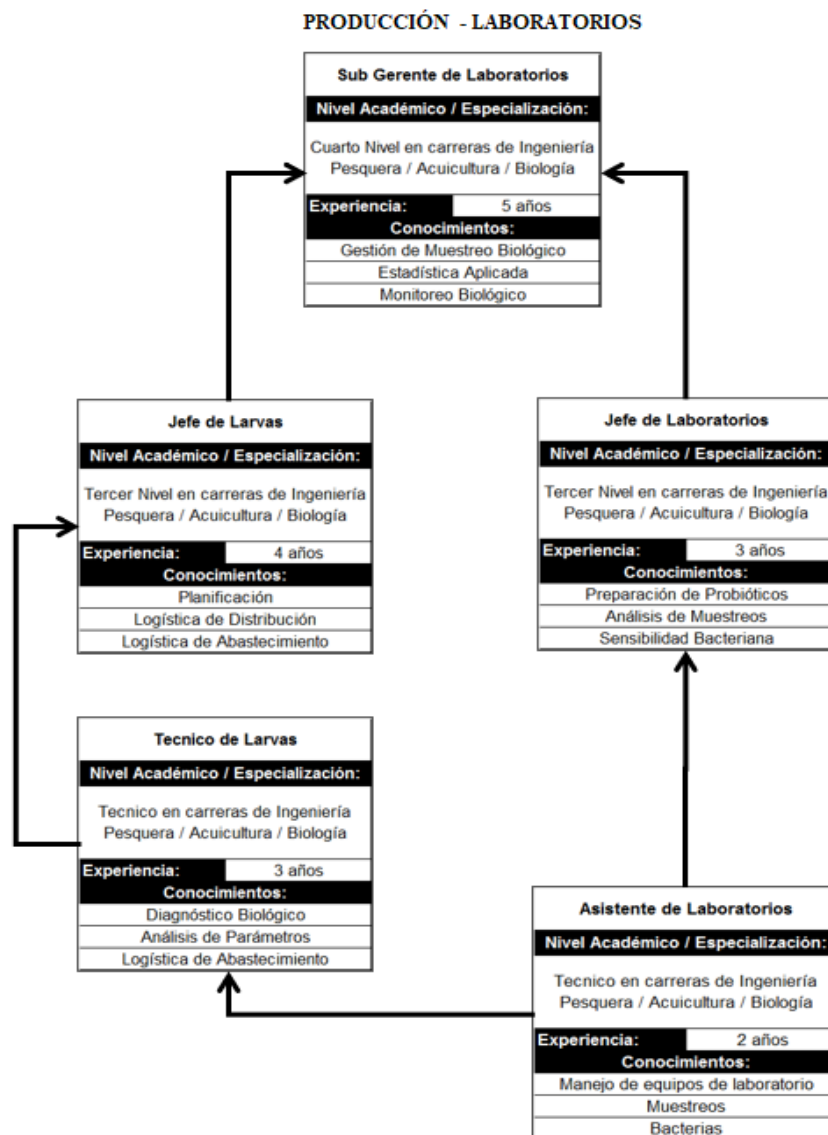 PRODUCCIÓN - LABORATORIOS
Sub Gerente de Laboratorios
Nivel Académico / Especialización:
Cuarto Nivel en carreras de Ingeniería
Pesquera / Acuicultura / Biología
Experiencia: 5 años
Conocimientos:
Gestión de Muestreo Biológico
Estadística Aplicada
Monitoreo Biológico
Jefe de Larvas
Nivel Académico / Especialización:
Tercer Nivel en carreras de Ingeniería
Pesquera / Acuicultura / Biología
Experiencia: 4 años
Conocimientos:
Planificación
Logística de Distribución
Logística de Abastecimiento
Jefe de Laboratorios
Nivel Académico / Especialización:
Tercer Nivel en carreras de Ingeniería
Pesquera / Acuicultura / Biología
Experiencia: 3 años
Conocimientos:
Preparación de Probióticos
Análisis de Muestreos
Sensibilidad Bacteriana
Tecnico de Larvas
Nivel Académico / Especialización:
Tecnico en carreras de Ingeniería
Pesquera / Acuicultura / Biología
Experiencia: 3 años
Conocimientos:
Diagnóstico Biológico
Análisis de Parámetros
Logística de Abastecimiento
Asistente de Laboratorios
Nivel Académico / Especialización:
Tecnico en carreras de Ingeniería
Pesquera / Acuicultura / Biología
Experiencia: 2 años
Conocimientos:
Manejo de equipos de laboratorio
Muestreos
Bacterias